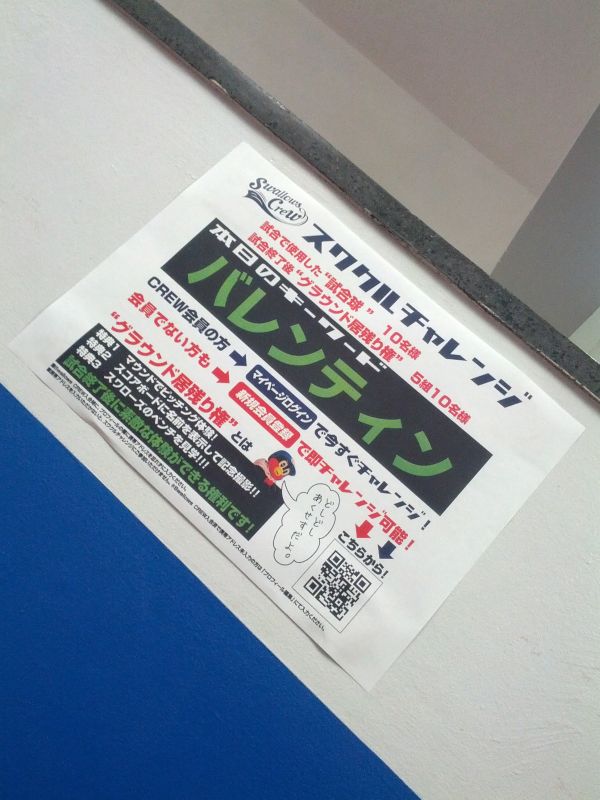 Swallows
Crew
スワクルチャレンジ
試合で使用した“試合球” 10名様
試合終了後“グラウンド居残り権” 5組10名様
本日のキーワード
バレンティン
CREW会員の方➡マイページログインで今すぐチャレンジ！
会員でない方も➡新規会員登録で即チャレンジ可能！
“グラウンド居残り権”とは
特典1 マウンドでピッチング体験！
特典2 スコアボードに名前を表示して記念撮影！！
特典3 スワローズのベンチを見学！！！
試合終了後に素敵な体験ができる権利です！
どしどし
あくせすだよ。
こちらから！